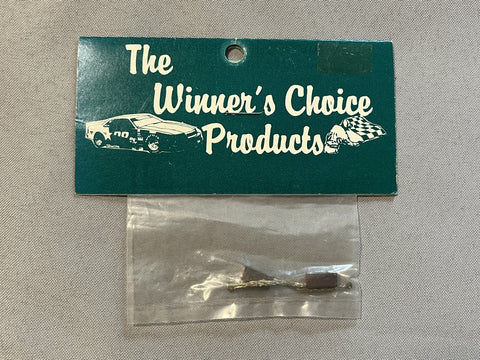 The
Winner's Choice
Products